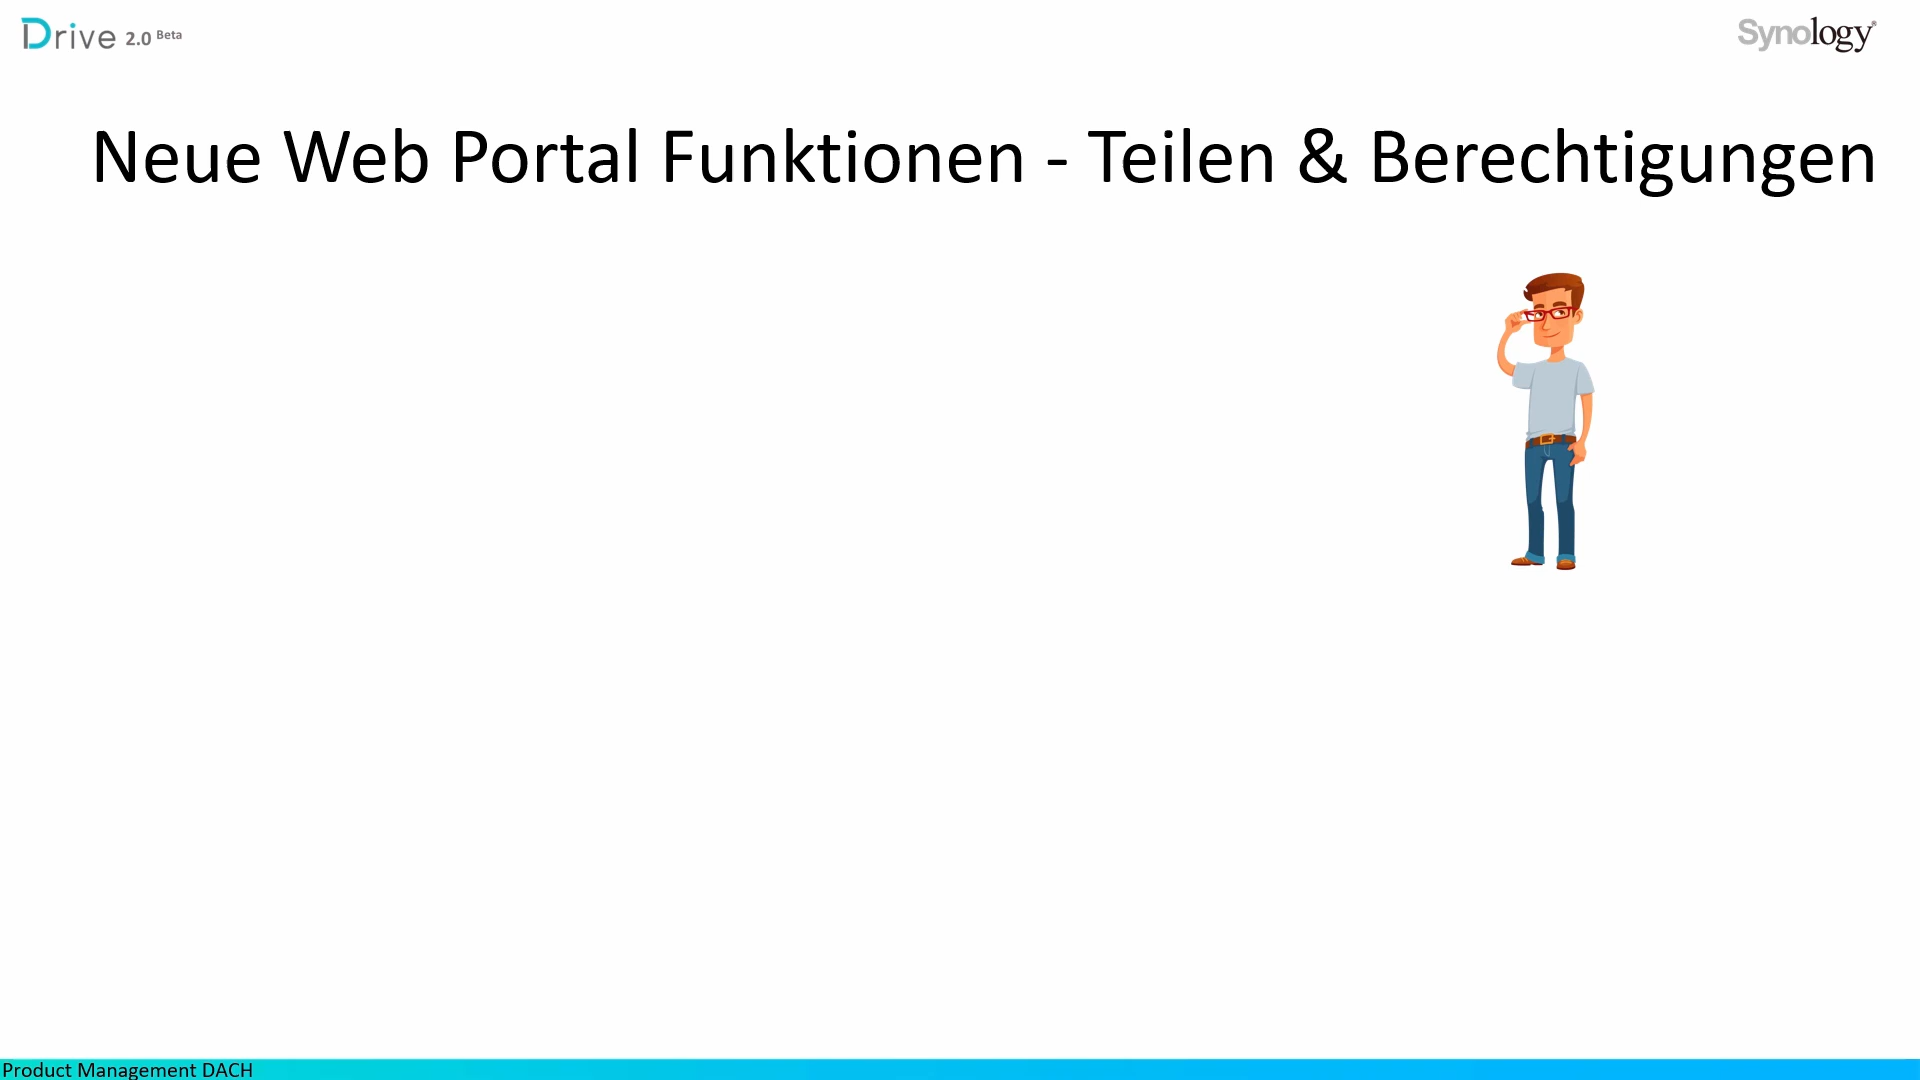 Drive 2.0 Beta
Synology®
Neue Web Portal Funktionen - Teilen & Berechtigungen
Product Management DACH